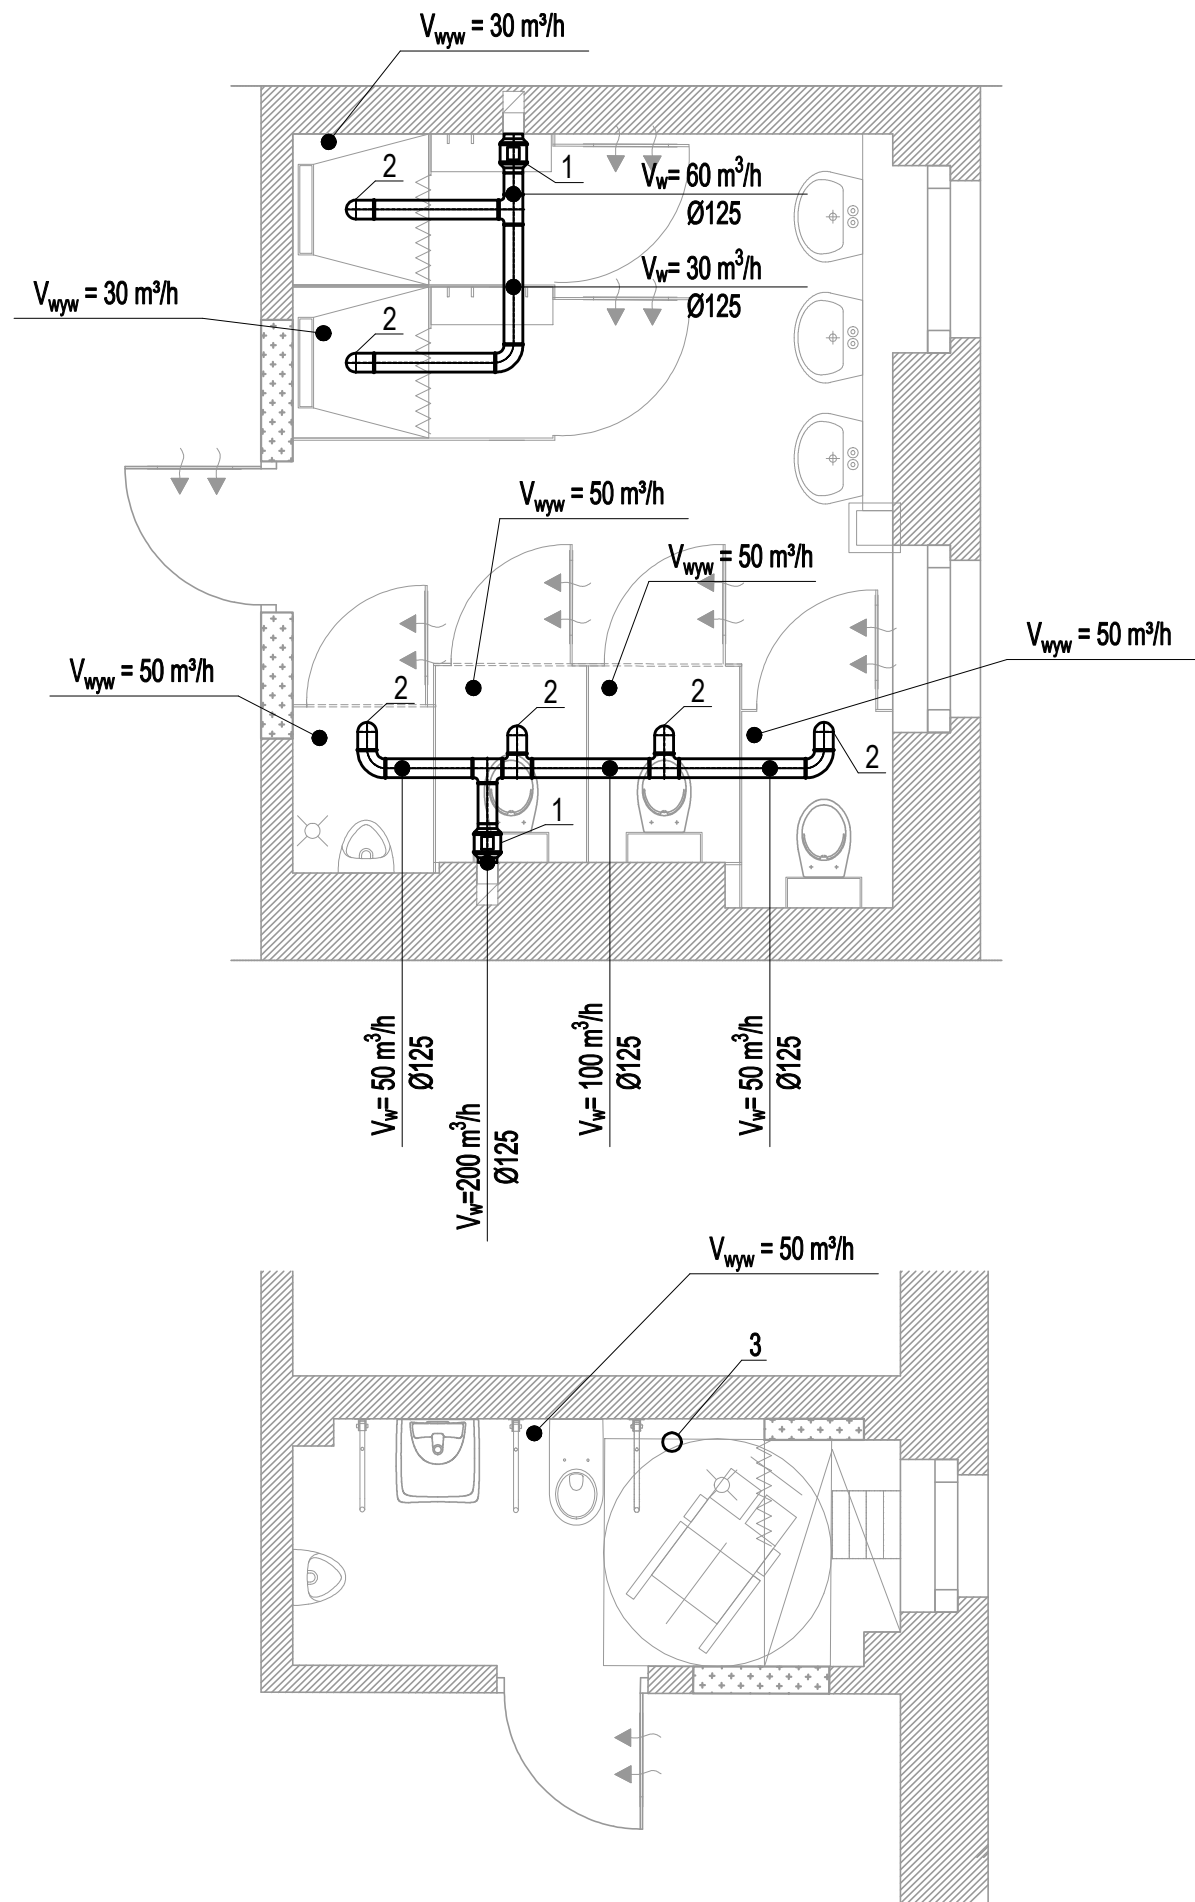 V_wyw = 30 m³/h
2
1
V_w= 60 m³/h
Ø125
V_w= 30 m³/h
Ø125
V_wyw = 30 m³/h
2
V_wyw = 50 m³/h
V_wyw = 50 m³/h
V_wyw = 50 m³/h
V_wyw = 50 m³/h
2
2
2
2
1
V_w= 50 m³/h
Ø125
V_w=200 m³/h
Ø125
V_w= 100 m³/h
Ø125
V_w= 50 m³/h
Ø125
V_wyw = 50 m³/h
3